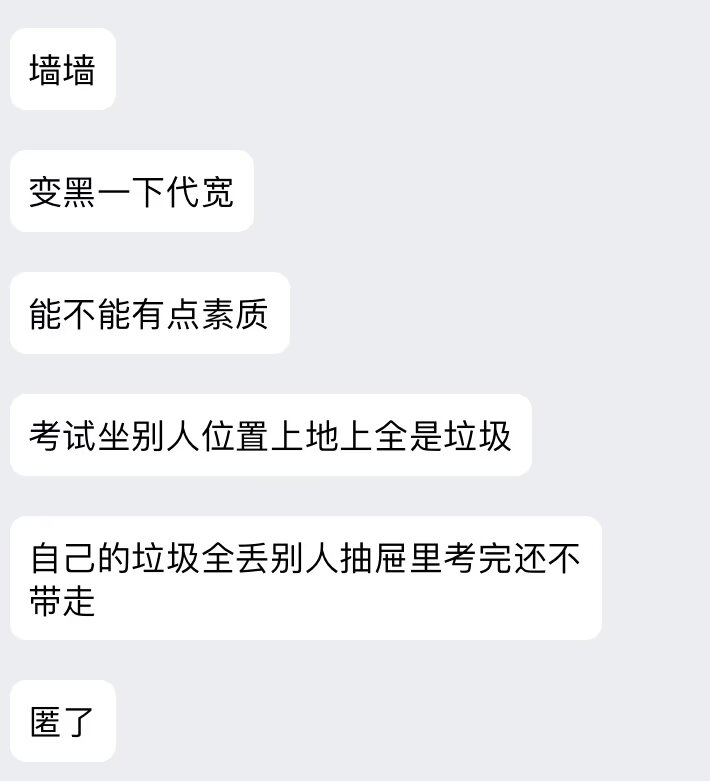 墙墙
变黑一下代宽
能不能有点素质
考试坐别人位置上地上全是垃圾
自己的垃圾全丢别人抽屉里考完还不
带走
匿了